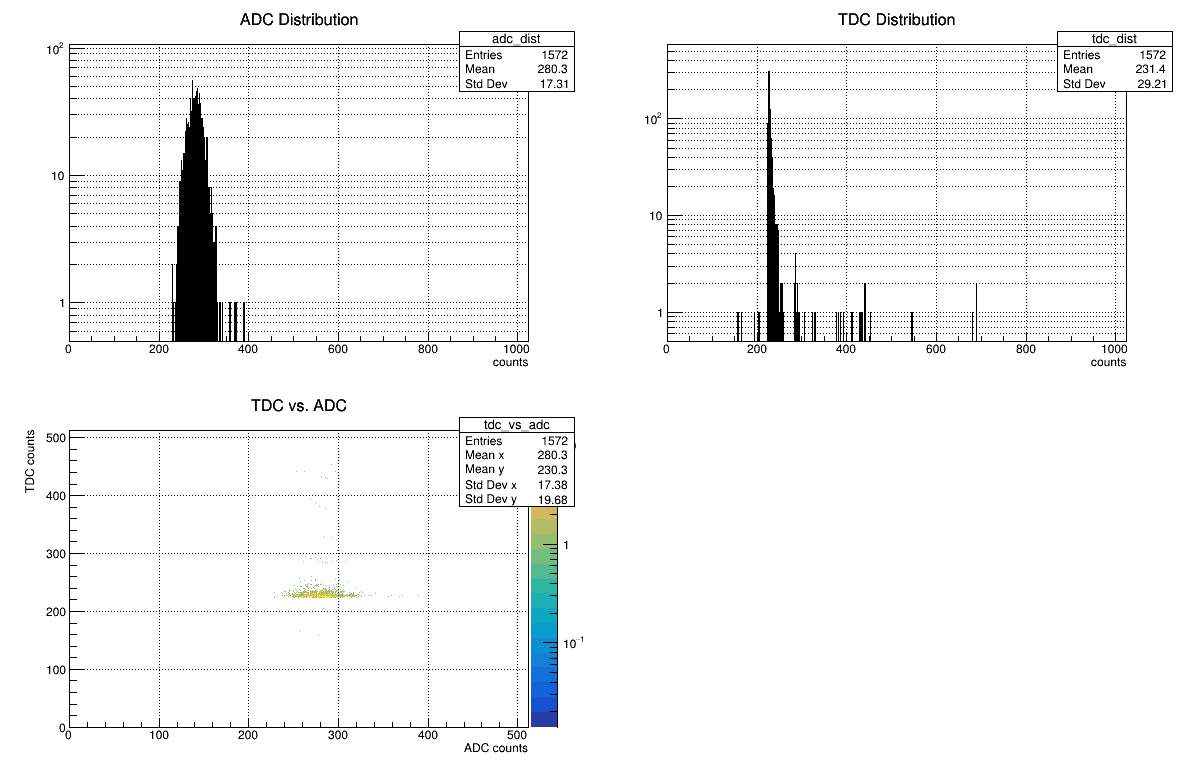 ADC Distribution
adc_dist
Entries 1572
Mean 280.3
Std Dev 17.31
10²
10
1
0 200 400 600 800 1000
counts
TDC Distribution
tdc_dist
Entries 1572
Mean 231.4
Std Dev 29.21
10²
10
1
0 200 400 600 800 1000
counts
TDC vs. ADC
tdc_vs_adc
Entries 1572
Mean x 280.3
Mean y 230.3
Std Dev x 17.38
Std Dev y 19.68
TDC counts
500
400
300
200
100
0
0 100 200 300 400 500
ADC counts
1
10⁻¹